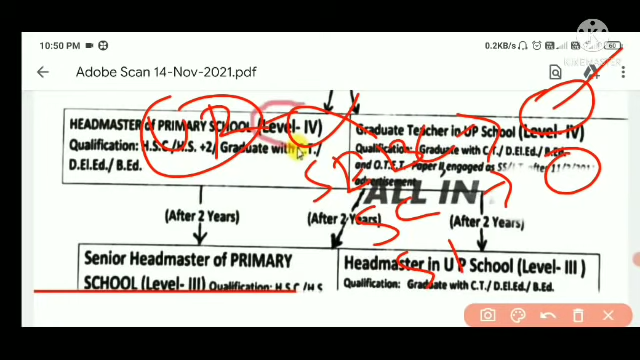 10:50 PM
0.2KB/S
60
KINEMASTER
Adobe Scan 14-Nov-2021.pdf
HEADMASTER of PRIMARY SCHOOL (Level- IV)
Qualification: H.S.C./H.S. +2/ Graduate with C.T./
D.El.Ed./ B.Ed.
Graduate Teacher in UP School (Level- IV)
Qualification: Graduate with C.T./ D.El.Ed./ B.Ed.
and O.T.E.T. Paper II, engaged as SS/ after
advertisement
ALL IN
(After 2 Years)
(After 2 Years)
(After 2 Years)
Senior Headmaster of PRIMARY
SCHOOL (Level- III) Qualification: H.S.C./H.S.
Headmaster in UP School (Level- III)
Qualification: Graduate with C.T./ D.El.Ed./ B.Ed.